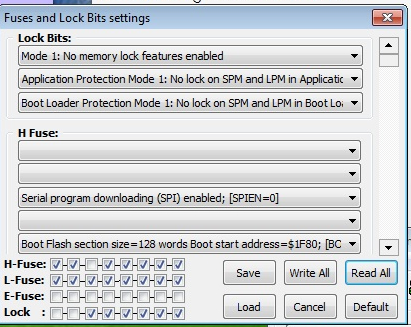 Fuses and Lock Bits settings
Lock Bits:
Mode 1: No memory lock features enabled
Application Protection Mode 1: No lock on SPM and LPM in Applicatic
Boot Loader Protection Mode 1: No lock on SPM and LPM in Boot Loa
H Fuse:
Serial program downloading (SPI) enabled; [SPIEN=0]
Boot Flash section size=128 words Boot start address=$1F80; [BO
H-Fuse:
L-Fuse:
E-Fuse:
Lock :
Save Write All Read All
Load Cancel Default